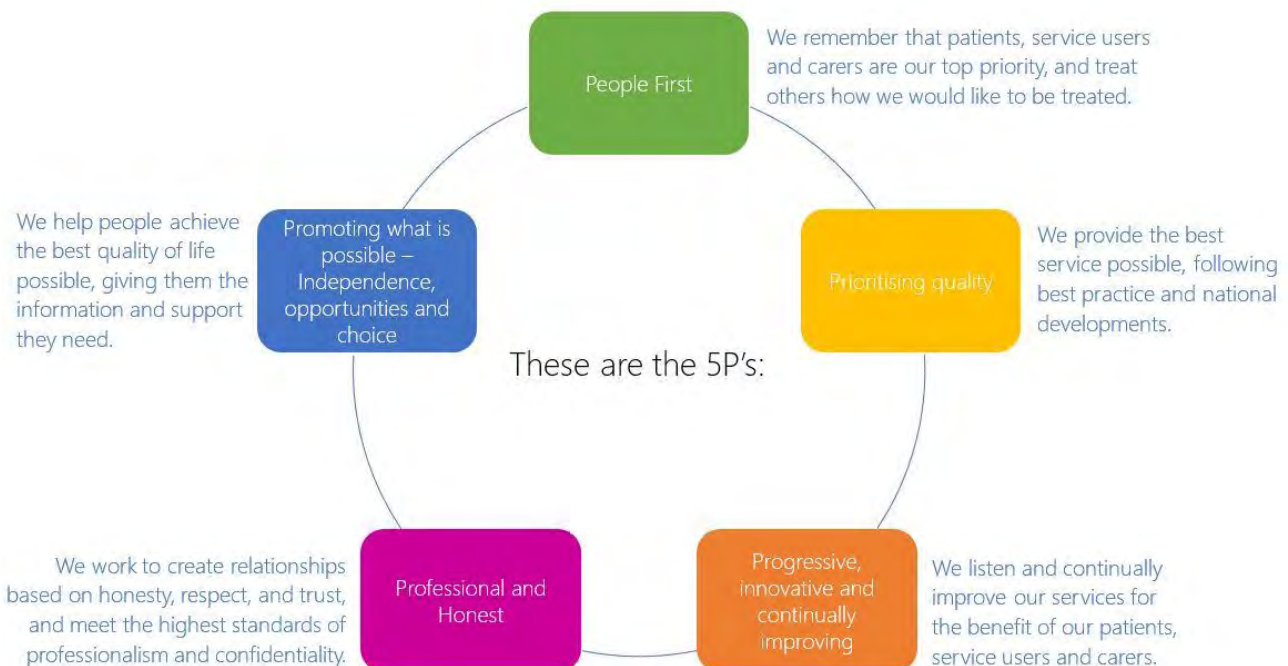 People First
We remember that patients, service users
and carers are our top priority, and treat
others how we would like to be treated.
Prioritising quality
We provide the best
service possible, following
best practice and national
developments.
Progressive,
innovative and
continually
improving
We listen and continually
improve our services for
the benefit of our patients,
service users and carers.
Professional and
Honest
We work to create relationships
based on honesty, respect, and trust,
and meet the highest standards of
professionalism and confidentiality.
Promoting what is
possible –
Independence,
opportunities and
choice
We help people achieve
the best quality of life
possible, giving them the
information and support
they need.
These are the 5P's: